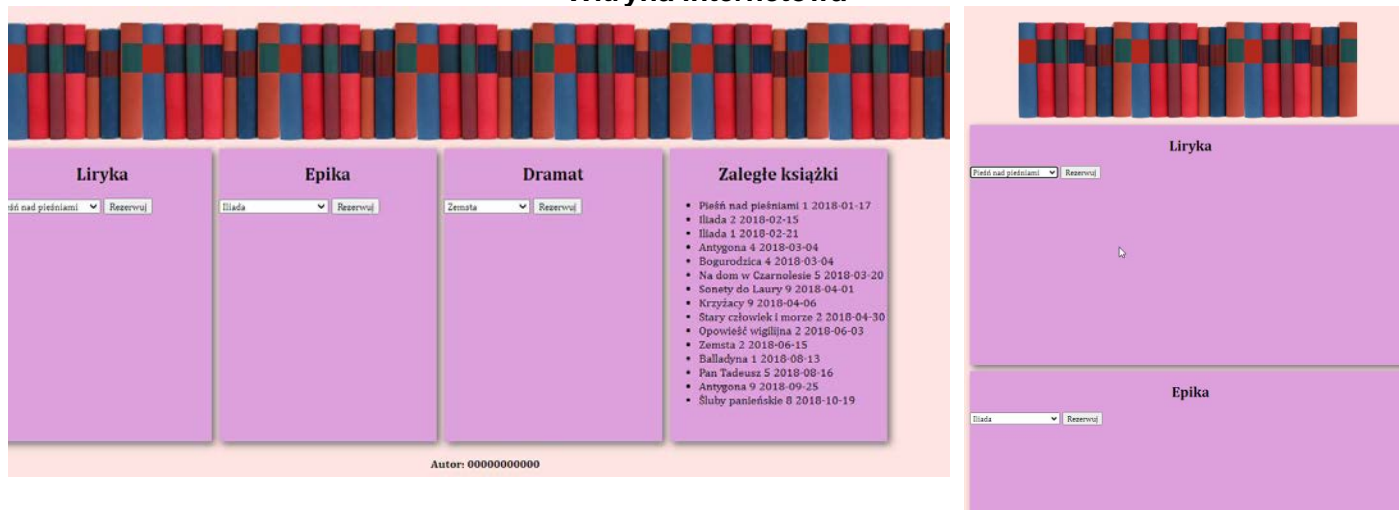 Witryna internetowa
Liryka
Epika
Dramat
Zaległe książki
pieśń nad pieśniami Rezerwuj
Iliada Rezerwuj
Zemsta Rezerwuj
Pieśń nad pieśniami 1 2018-01-17
Iliada 2 2018-02-15
Iliada 1 2018-02-21
Antygona 4 2018-03-04
Bogurodzica 4 2018-03-04
Na dom w Czarnolesie 5 2018-03-20
Sonety do Laury 9 2018-04-01
Krzyżacy 9 2018-04-06
Stary człowiek i morze 2 2018-04-30
Opowieść wigilijna 2 2018-06-03
Zemsta 2 2018-06-15
Balladyna 1 2018-08-13
Pan Tadeusz 5 2018-08-16
Antygona 9 2018-09-25
Śluby panieńskie 8 2018-10-19
Autor: 00000000000
Liryka
Pieśń nad pieśniami Rezerwuj
Epika
Iliada Rezerwuj